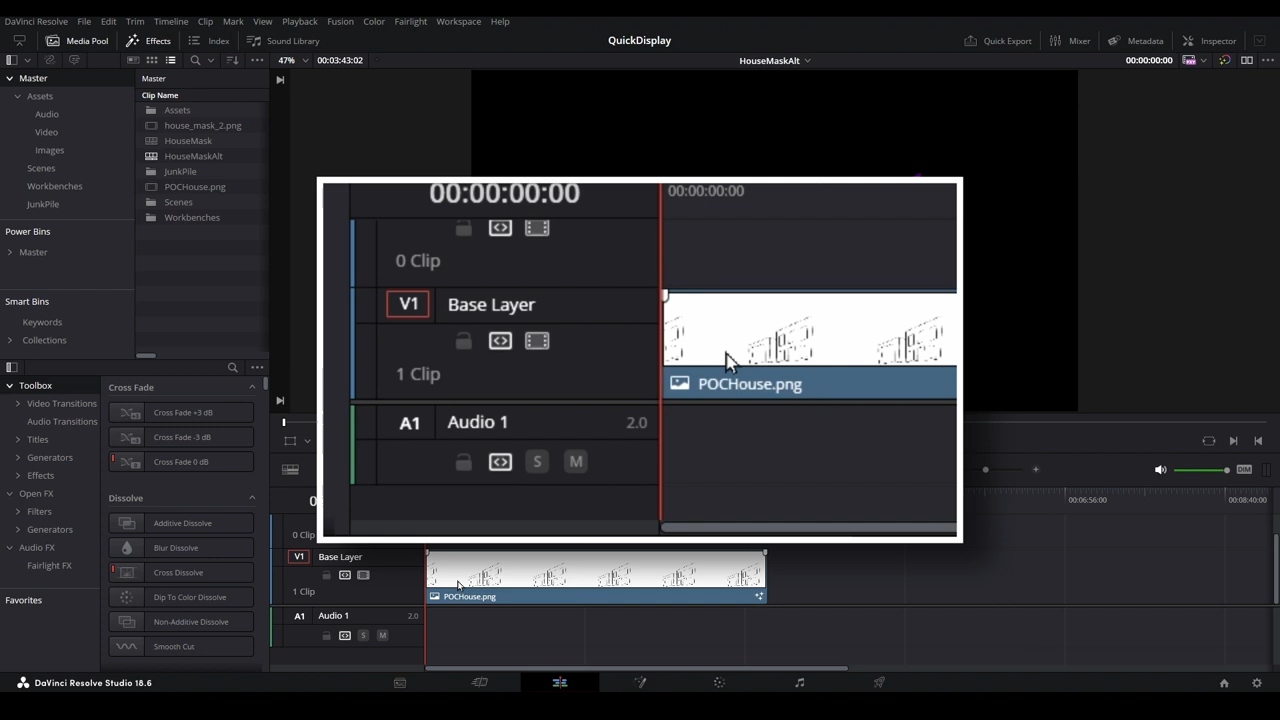 DaVinci Resolve File Edit Trim Timeline Clip Mark View Playback Fusion Color Fairlight Workspace Help
Media Pool Effects Index Sound Library QuickDisplay Quick Export Mixer Metadata Inspector
47% 00:03:43:02 HouseMaskAlt 00:00:00:00
Master
Assets
Audio
Video
Images
Scenes
Workbenches
JunkPile
Power Bins
Master
Smart Bins
Keywords
Collections
Master
Clip Name
Assets
house_mask_2.png
HouseMask
HouseMaskAlt
JunkPile
POCHouse.png
Scenes
Workbenches
00:00:00:00 00:00:00:00
0 Clip
V1 Base Layer
1 Clip
POCHouse.png
A1 Audio 1 2.0
S M
Toolbox
Video Transitions
Audio Transitions
Titles
Generators
Effects
Open FX
Filters
Generators
Audio FX
Fairlight FX
Favorites
Cross Fade
Cross Fade +3 dB
Cross Fade -3 dB
Cross Fade 0 dB
Dissolve
Additive Dissolve
Blur Dissolve
Cross Dissolve
Dip To Color Dissolve
Non-Additive Dissolve
Smooth Cut
DIM
00:06:56:00 00:08:40:00
0 Clip
V1 Base Layer
1 Clip
POCHouse.png
A1 Audio 1 2.0
S M
DaVinci Resolve Studio 18.6